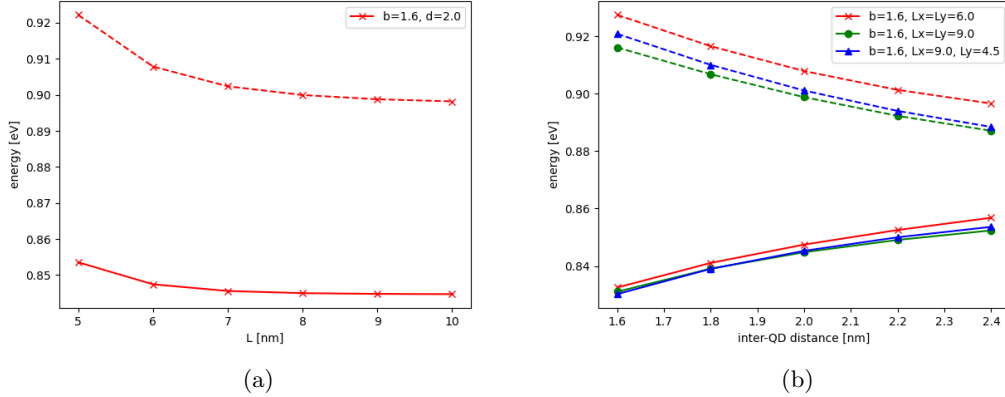 b=1.6, d=2.0
0.92
0.91
0.90
0.89
0.88
0.87
0.86
0.85
energy [eV]
5 6 7 8 9 10
L [nm]
(a)
b=1.6, Lx=Ly=6.0
b=1.6, Lx=Ly=9.0
b=1.6, Lx=9.0, Ly=4.5
0.92
0.90
0.88
0.86
0.84
energy [eV]
1.6 1.7 1.8 1.9 2.0 2.1 2.2 2.3 2.4
inter-QD distance [nm]
(b)